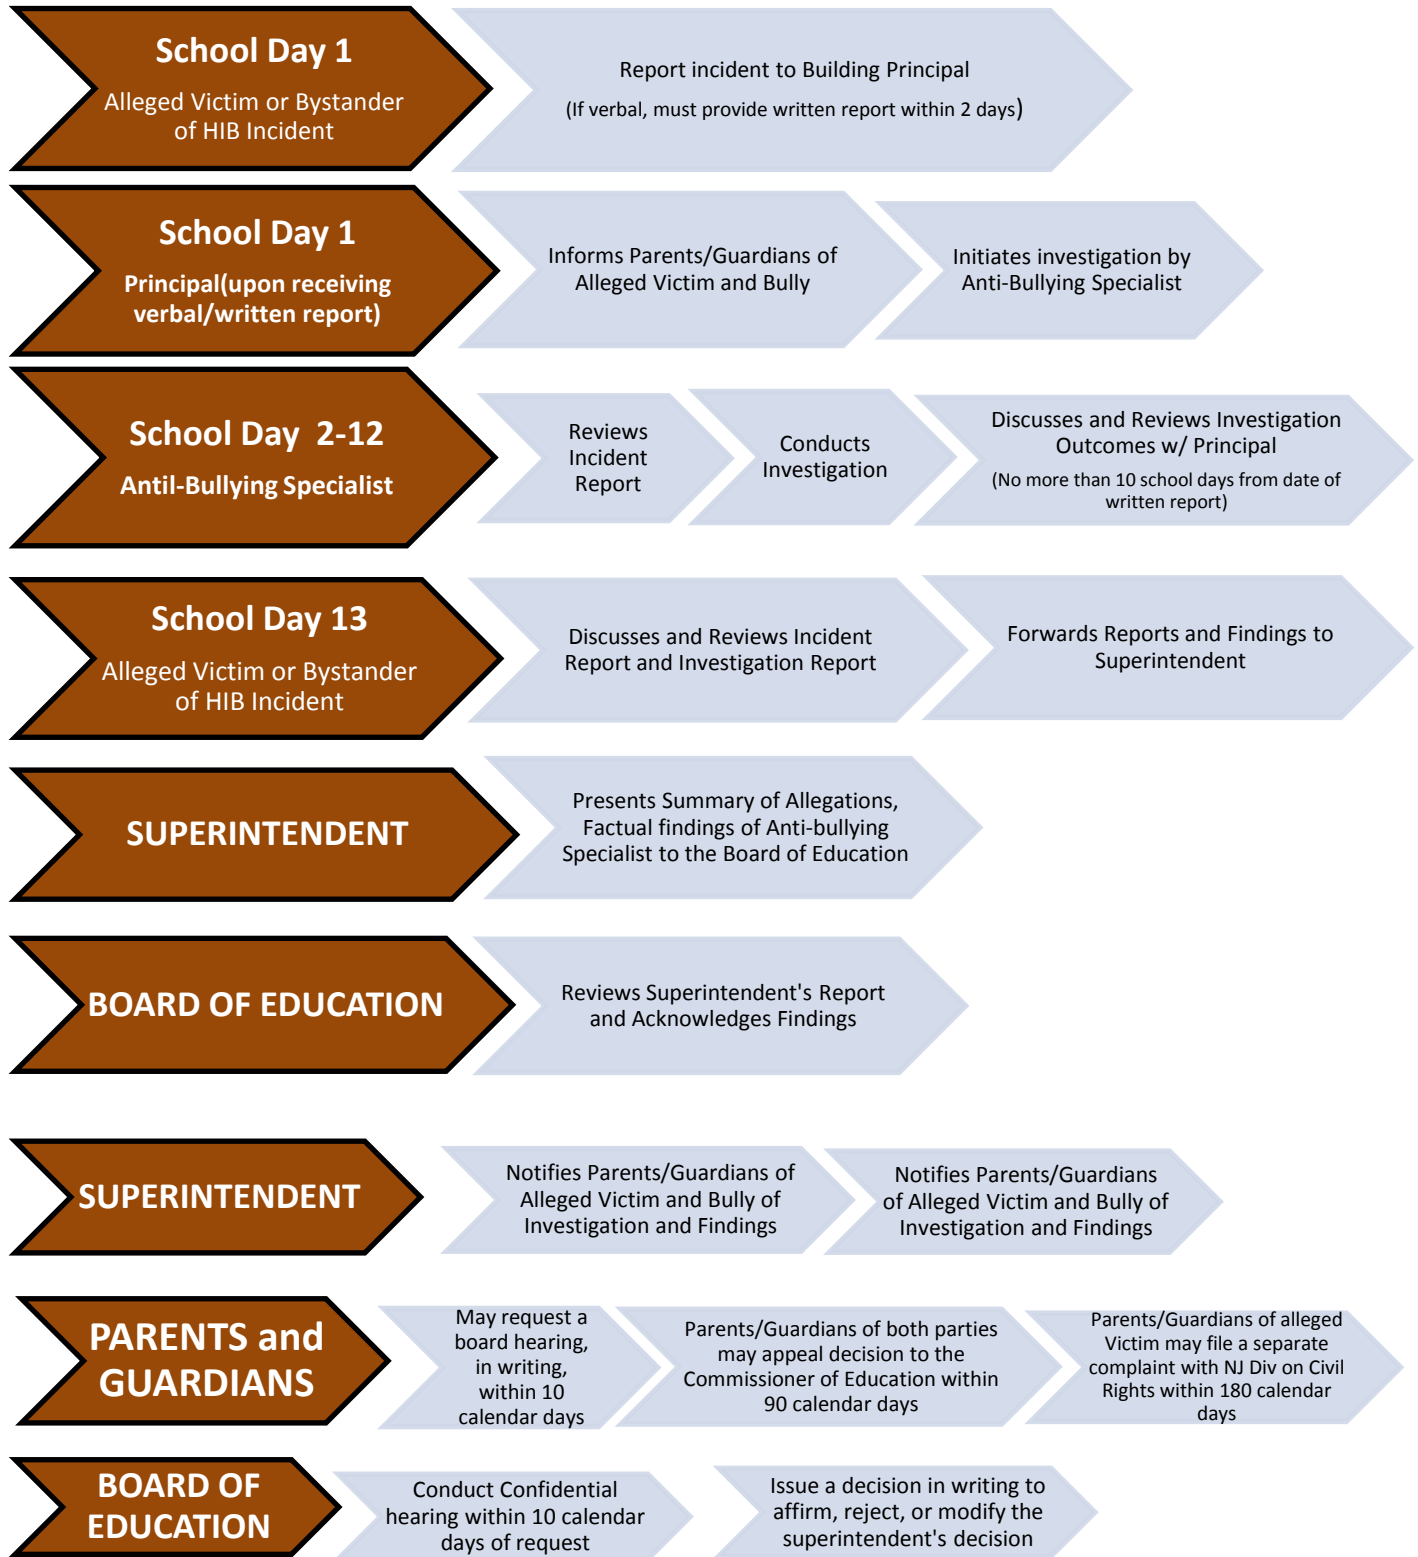 School Day 1
Alleged Victim or Bystander
of HIB Incident
Report incident to Building Principal
(If verbal, must provide written report within 2 days)
School Day 1
Principal(upon receiving
verbal/written report)
Informs Parents/Guardians of
Alleged Victim and Bully
Initiates investigation by
Anti-Bullying Specialist
School Day 2-12
Antil-Bullying Specialist
Reviews
Incident
Report
Conducts
Investigation
Discusses and Reviews Investigation
Outcomes w/ Principal
(No more than 10 school days from date of
written report)
School Day 13
Alleged Victim or Bystander
of HIB Incident
Discusses and Reviews Incident
Report and Investigation Report
Forwards Reports and Findings to
Superintendent
SUPERINTENDENT
Presents Summary of Allegations,
Factual findings of Anti-bullying
Specialist to the Board of Education
BOARD OF EDUCATION
Reviews Superintendent's Report
and Acknowledges Findings
SUPERINTENDENT
Notifies Parents/Guardians of
Alleged Victim and Bully of
Investigation and Findings
Notifies Parents/Guardians
of Alleged Victim and Bully of
Investigation and Findings
PARENTS and
GUARDIANS
May request a
board hearing,
in writing,
within 10
calendar days
Parents/Guardians of both parties
may appeal decision to the
Commissioner of Education within
90 calendar days
Parents/Guardians of alleged
Victim may file a separate
complaint with NJ Div on Civil
Rights within 180 calendar
days
BOARD OF
EDUCATION
Conduct Confidential
hearing within 10 calendar
days of request
Issue a decision in writing to
affirm, reject, or modify the
superintendent's decision